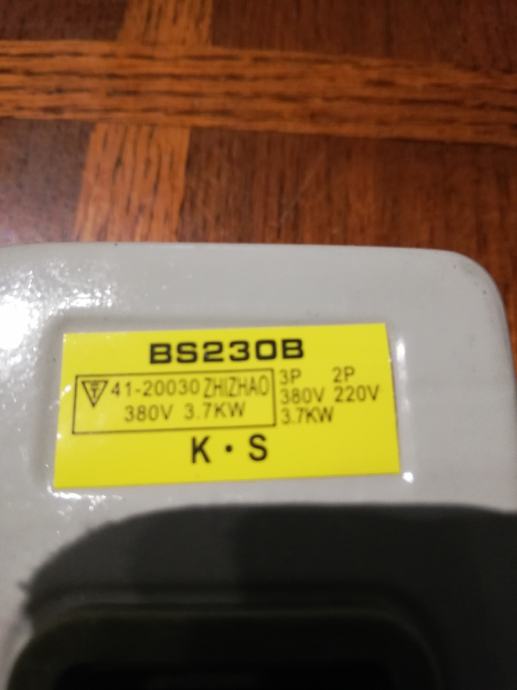 BS230B
41-20030 ZHIZHAO
380V 3.7KW
3P 2P
380V 220V
3.7KW
K·S